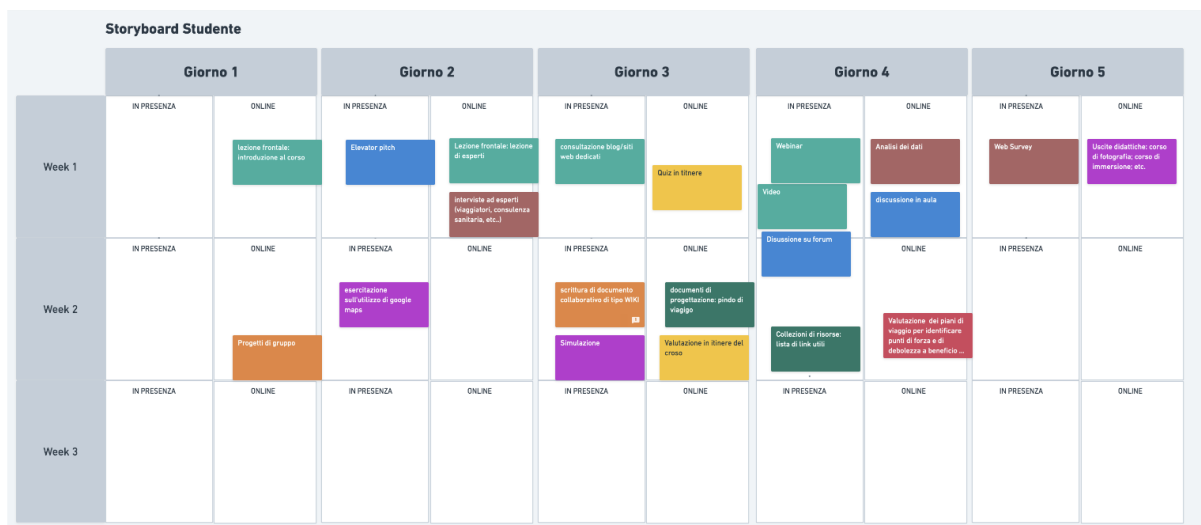 Storyboard Studente
Giorno 1
Giorno 2
Giorno 3
Giorno 4
Giorno 5
Week 1
IN PRESENZA
ONLINE
IN PRESENZA
ONLINE
IN PRESENZA
ONLINE
IN PRESENZA
ONLINE
IN PRESENZA
ONLINE
lezione frontale:
introduzione al corso
Elevator pitch
Lezione frontale: lezione
di esperti
interviste ad esperti
(viaggiatori, consulenza
sanitaria, etc..)
consultazione blog/siti
web dedicati
Quiz in titnere
Webinar
Video
Analisi dei dati
discussione in aula
Web Survey
Uscite didattiche: corso
di fotografia; corso di
immersione; etc.
Week 2
IN PRESENZA
ONLINE
IN PRESENZA
ONLINE
IN PRESENZA
ONLINE
Disussione su forum
ONLINE
IN PRESENZA
ONLINE
Progetti di gruppo
esercitazione
sull'utilizzo di google
maps
scrittura di documento
collaborativo di tipo WIKI
Simulazione
documenti di
progettazione: pindo di
viagigo
Valutazione in itinere del
croso
Collezioni di risorse:
lista di link utili
Valutazione dei piani di
viaggio per identificare
punti di forza e di
debolezza a beneficio ...
Week 3
IN PRESENZA
ONLINE
IN PRESENZA
ONLINE
IN PRESENZA
ONLINE
IN PRESENZA
ONLINE
IN PRESENZA
ONLINE